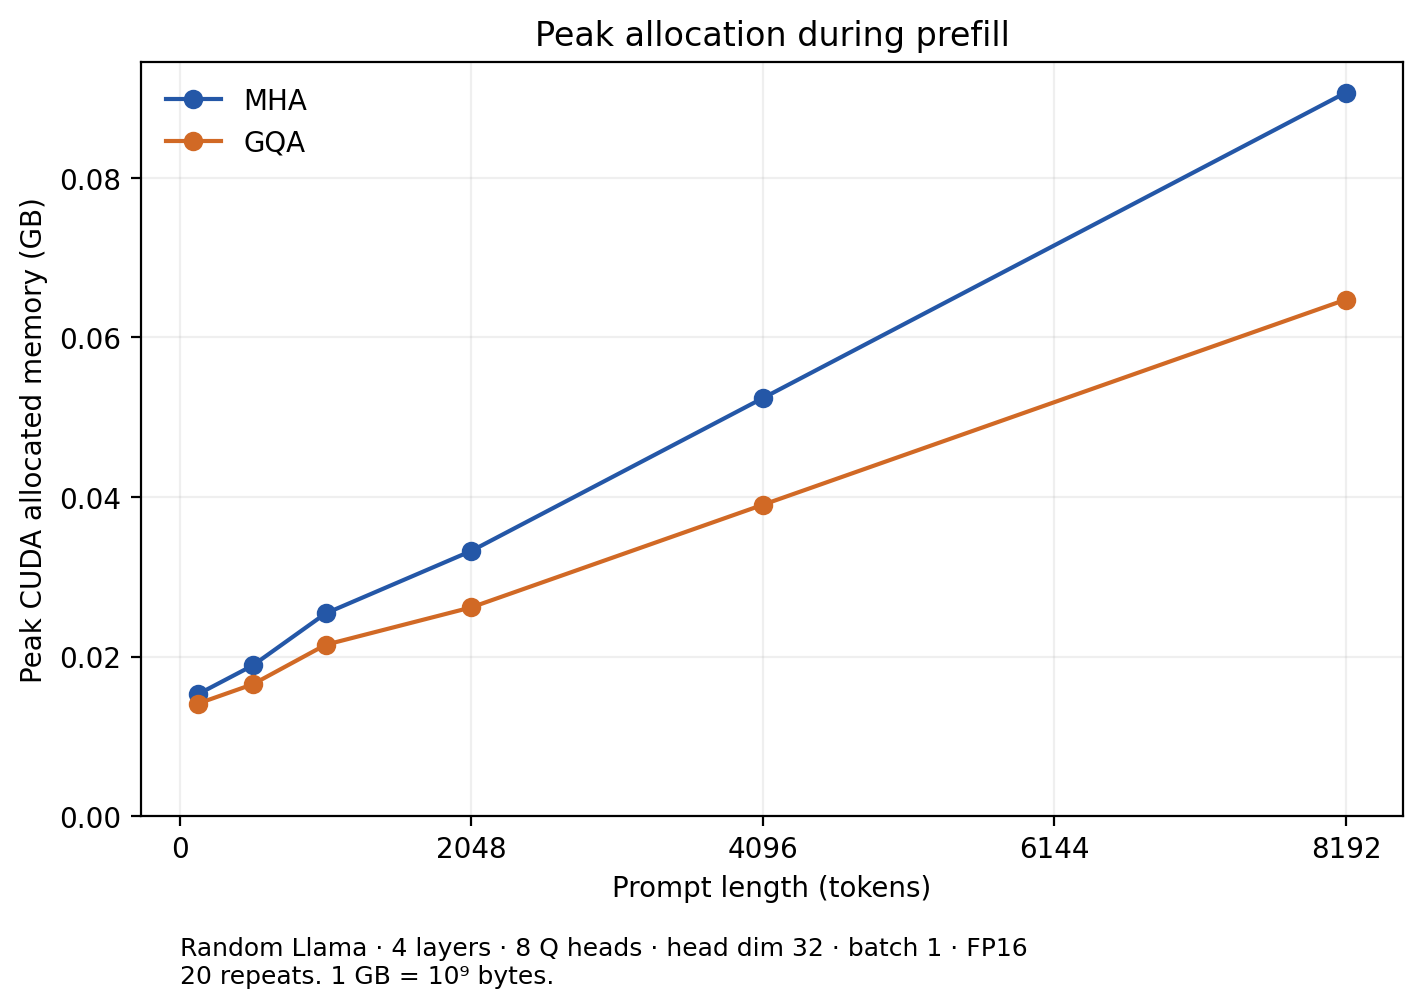 Peak allocation during prefill
MHA
GQA
Peak CUDA allocated memory (GB)
0.08
0.06
0.04
0.02
0.00
0 2048 4096 6144 8192
Prompt length (tokens)
Random Llama · 4 layers · 8 Q heads · head dim 32 · batch 1 · FP16
20 repeats. 1 GB = 10⁹ bytes.